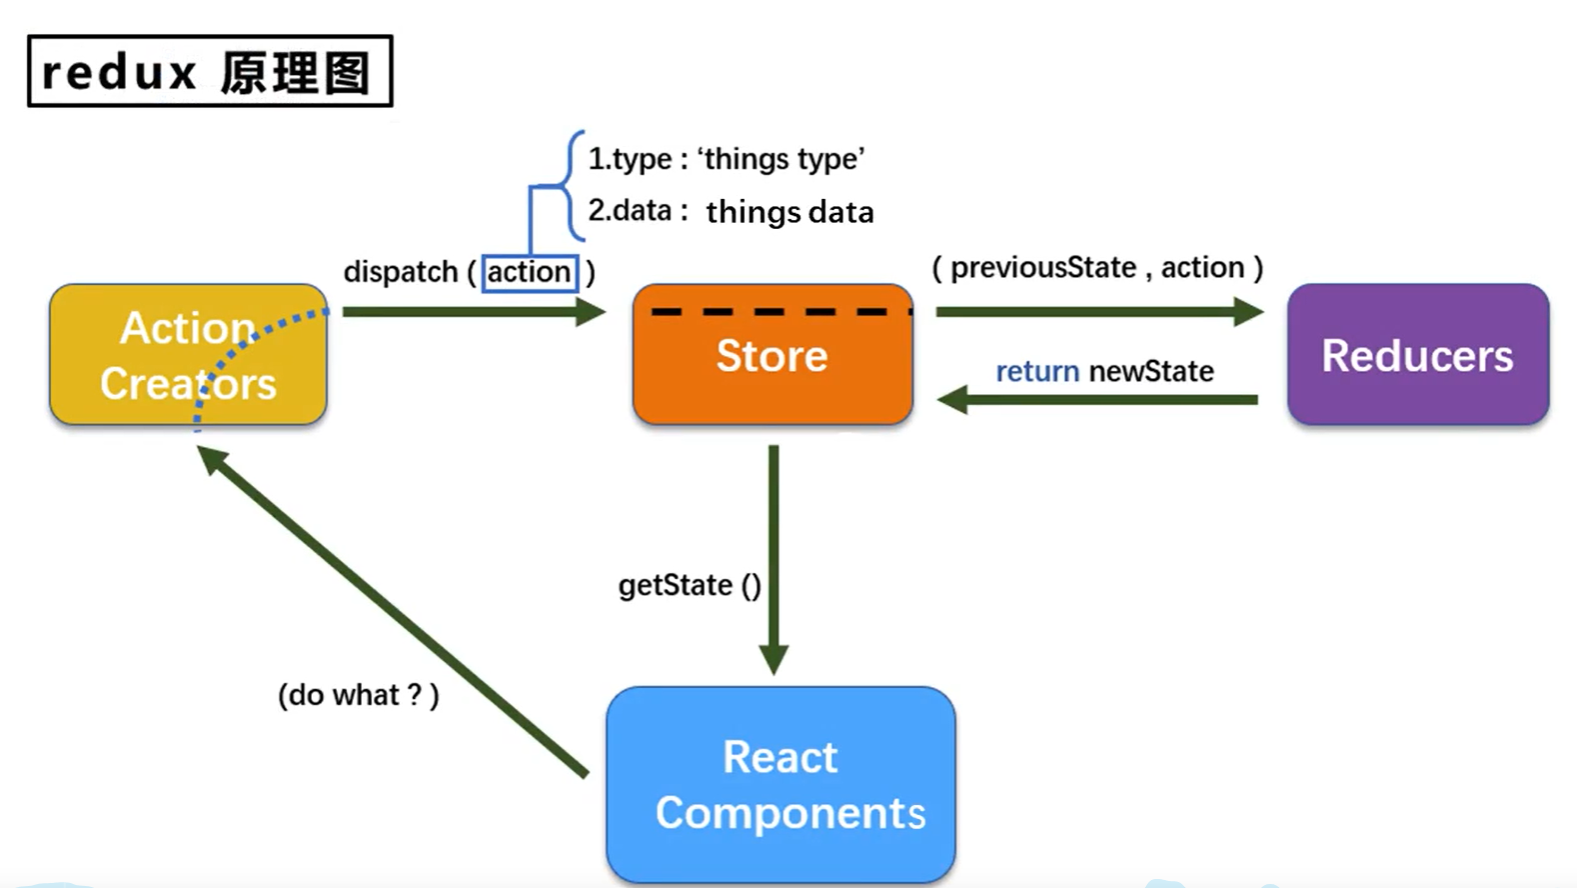 redux 原理图
1.type : ‘things type’
2.data : things data
dispatch ( action )
( previousState , action )
Action
Creators
Store
return newState
Reducers
getState ()
(do what ? )
React
Components